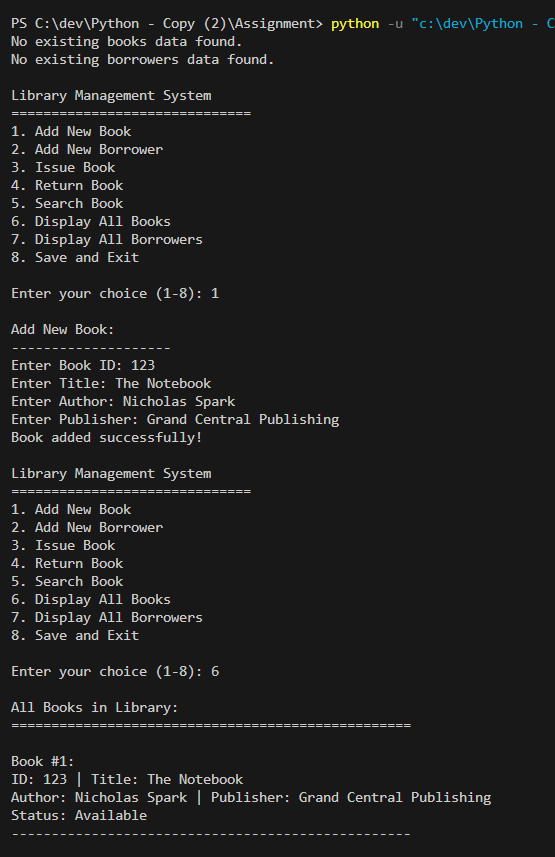 PS C:\dev\Python - Copy (2)\Assignment> python -u "c:\dev\Python - C
No existing books data found.
No existing borrowers data found.
Library Management System
==============================
1. Add New Book
2. Add New Borrower
3. Issue Book
4. Return Book
5. Search Book
6. Display All Books
7. Display All Borrowers
8. Save and Exit
Enter your choice (1-8): 1
Add New Book:
--------------------
Enter Book ID: 123
Enter Title: The Notebook
Enter Author: Nicholas Spark
Enter Publisher: Grand Central Publishing
Book added successfully!
Library Management System
==============================
1. Add New Book
2. Add New Borrower
3. Issue Book
4. Return Book
5. Search Book
6. Display All Books
7. Display All Borrowers
8. Save and Exit
Enter your choice (1-8): 6
All Books in Library:
==================================================
Book #1:
ID: 123 | Title: The Notebook
Author: Nicholas Spark | Publisher: Grand Central Publishing
Status: Available
--------------------------------------------------